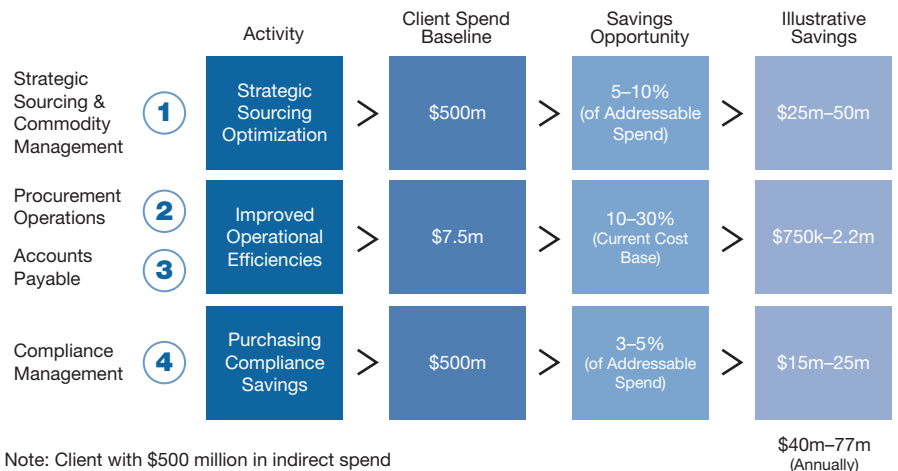 Activity
Client Spend
Baseline
Savings
Opportunity
Illustrative
Savings
Strategic
Sourcing &
Commodity
Management
1
Strategic
Sourcing
Optimization
>
$500m
>
5–10%
(of Addressable
Spend)
>
$25m–50m
Procurement
Operations
2
Accounts
Payable
3
Improved
Operational
Efficiencies
>
$7.5m
>
10–30%
(Current Cost
Base)
>
$750k–2.2m
Compliance
Management
4
Purchasing
Compliance
Savings
>
$500m
>
3–5%
(of Addressable
Spend)
>
$15m–25m
$40m–77m
(Annually)
Note: Client with $500 million in indirect spend